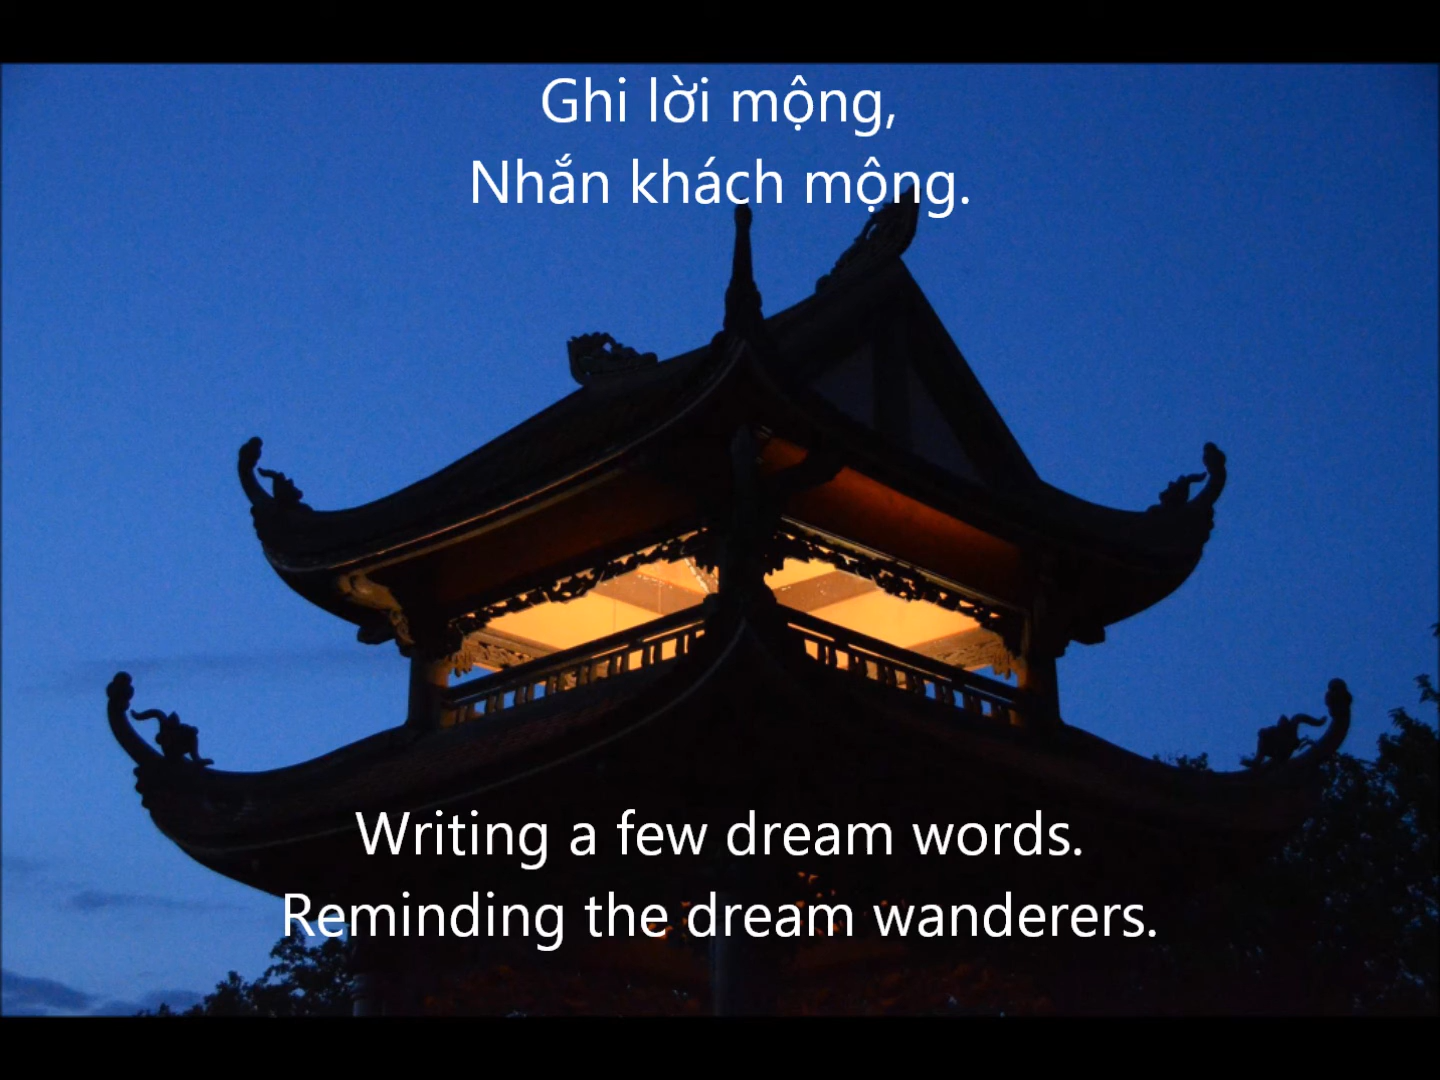 Ghi lời mộng,
Nhắn khách mộng.
Writing a few dream words.
Reminding the dream wanderers.